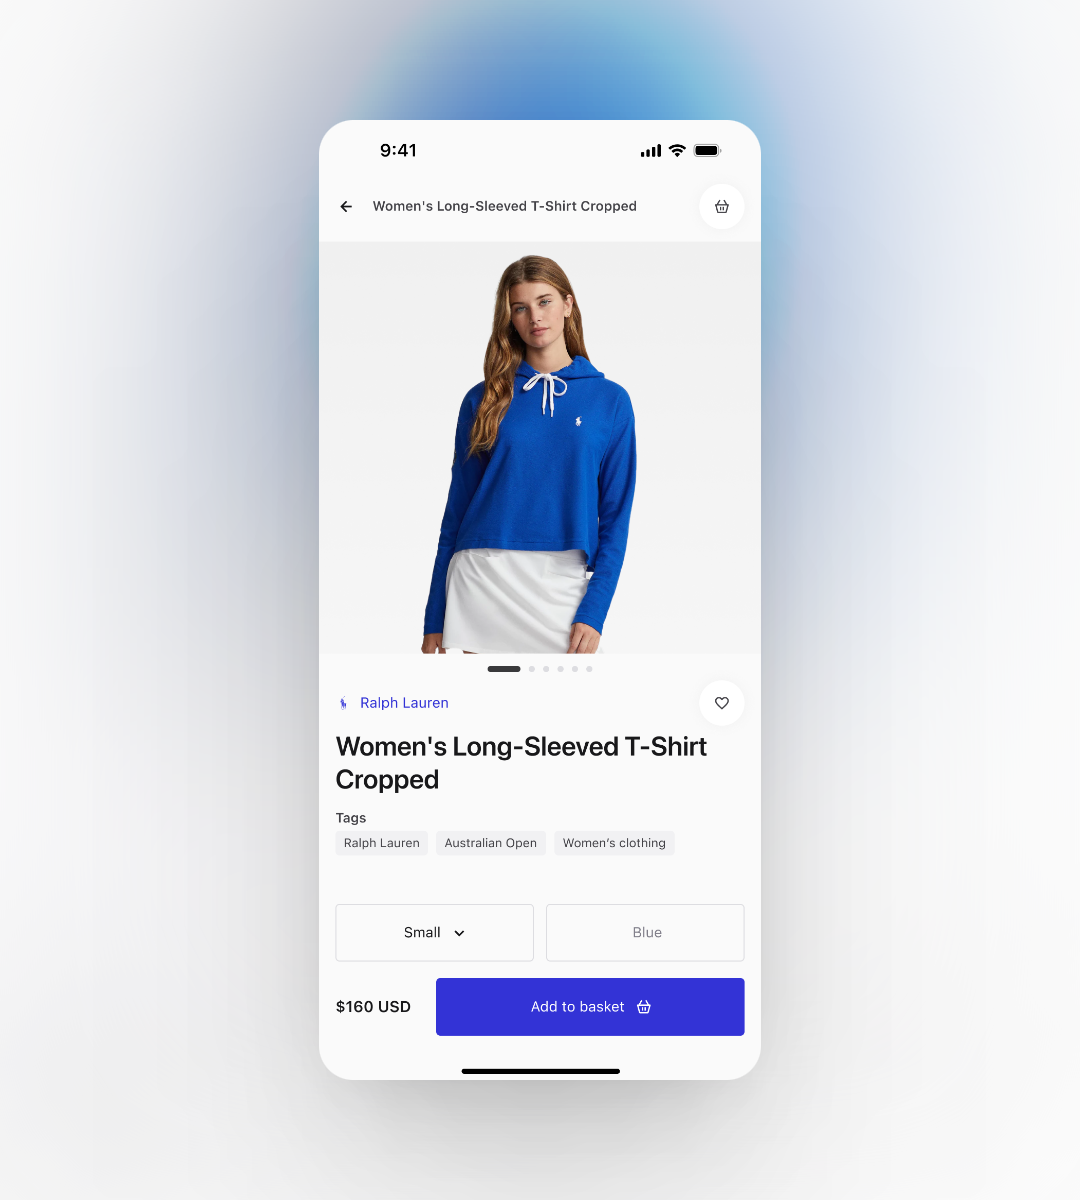 9:41
Women's Long-Sleeved T-Shirt Cropped
Ralph Lauren
Women's Long-Sleeved T-Shirt
Cropped
Tags
Ralph Lauren
Australian Open
Women's clothing
Small
Blue
$160 USD
Add to basket